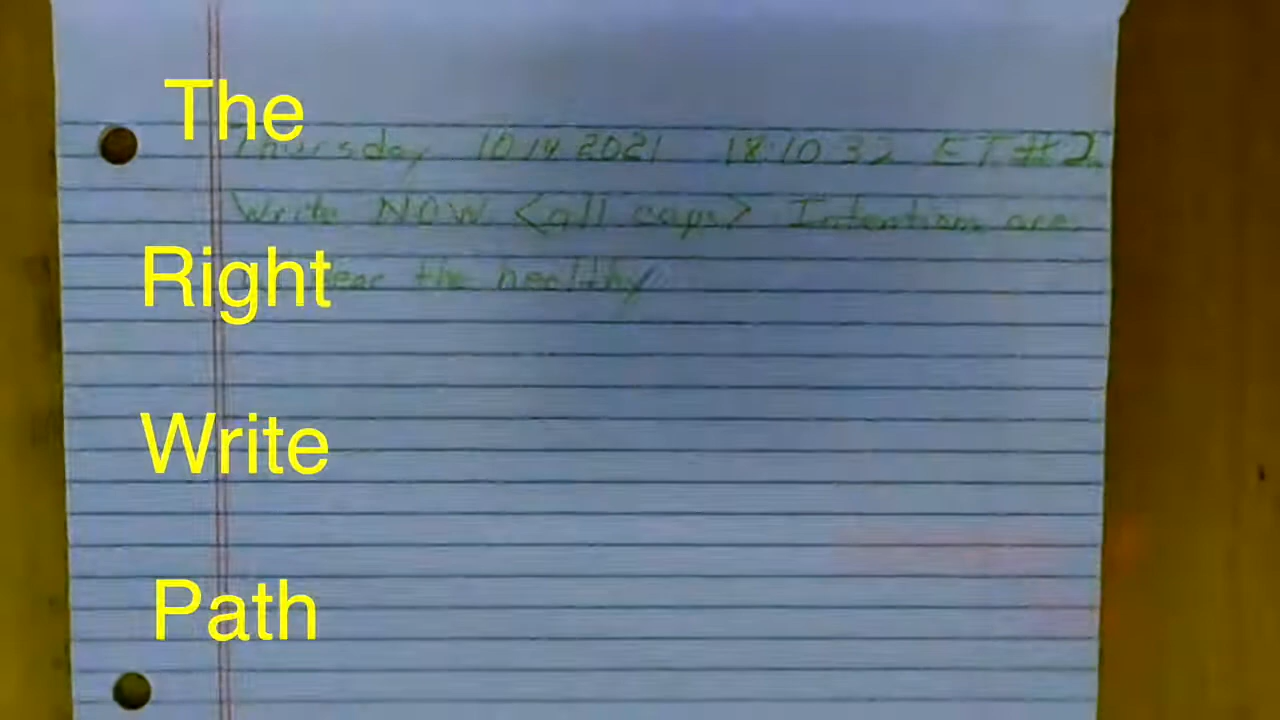 The
Thursday 10 14 2021 18:10 32 ET #2
Write NOW <all caps> Intentions are
Right
the healthy
Write
Path